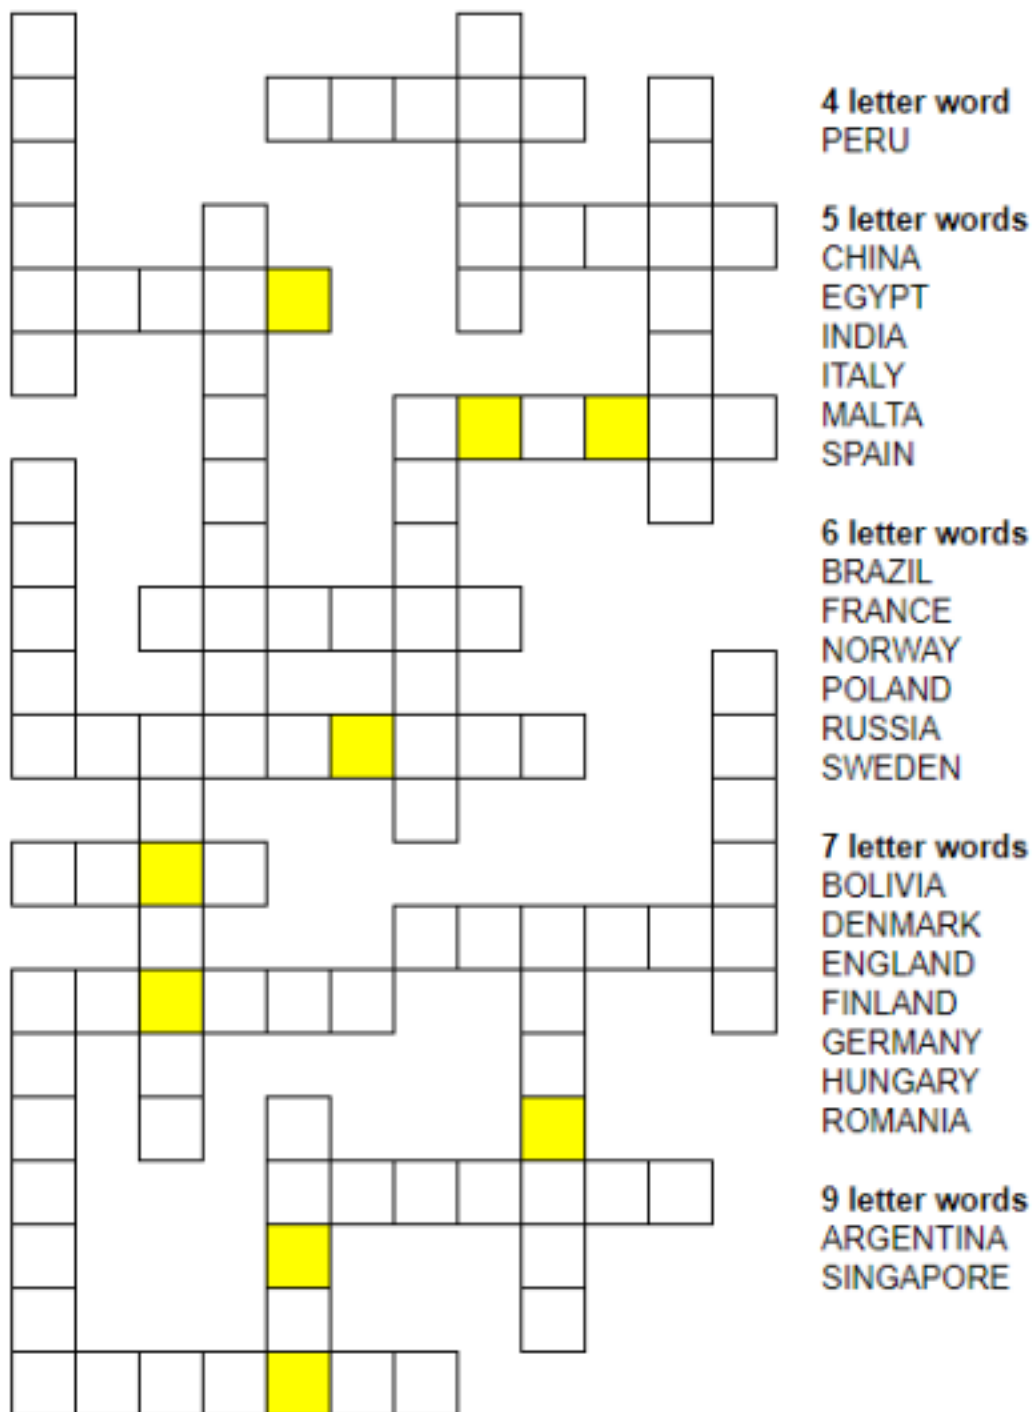 4 letter word
PERU
5 letter words
CHINA
EGYPT
INDIA
ITALY
MALTA
SPAIN
6 letter words
BRAZIL
FRANCE
NORWAY
POLAND
RUSSIA
SWEDEN
7 letter words
BOLIVIA
DENMARK
ENGLAND
FINLAND
GERMANY
HUNGARY
ROMANIA
9 letter words
ARGENTINA
SINGAPORE